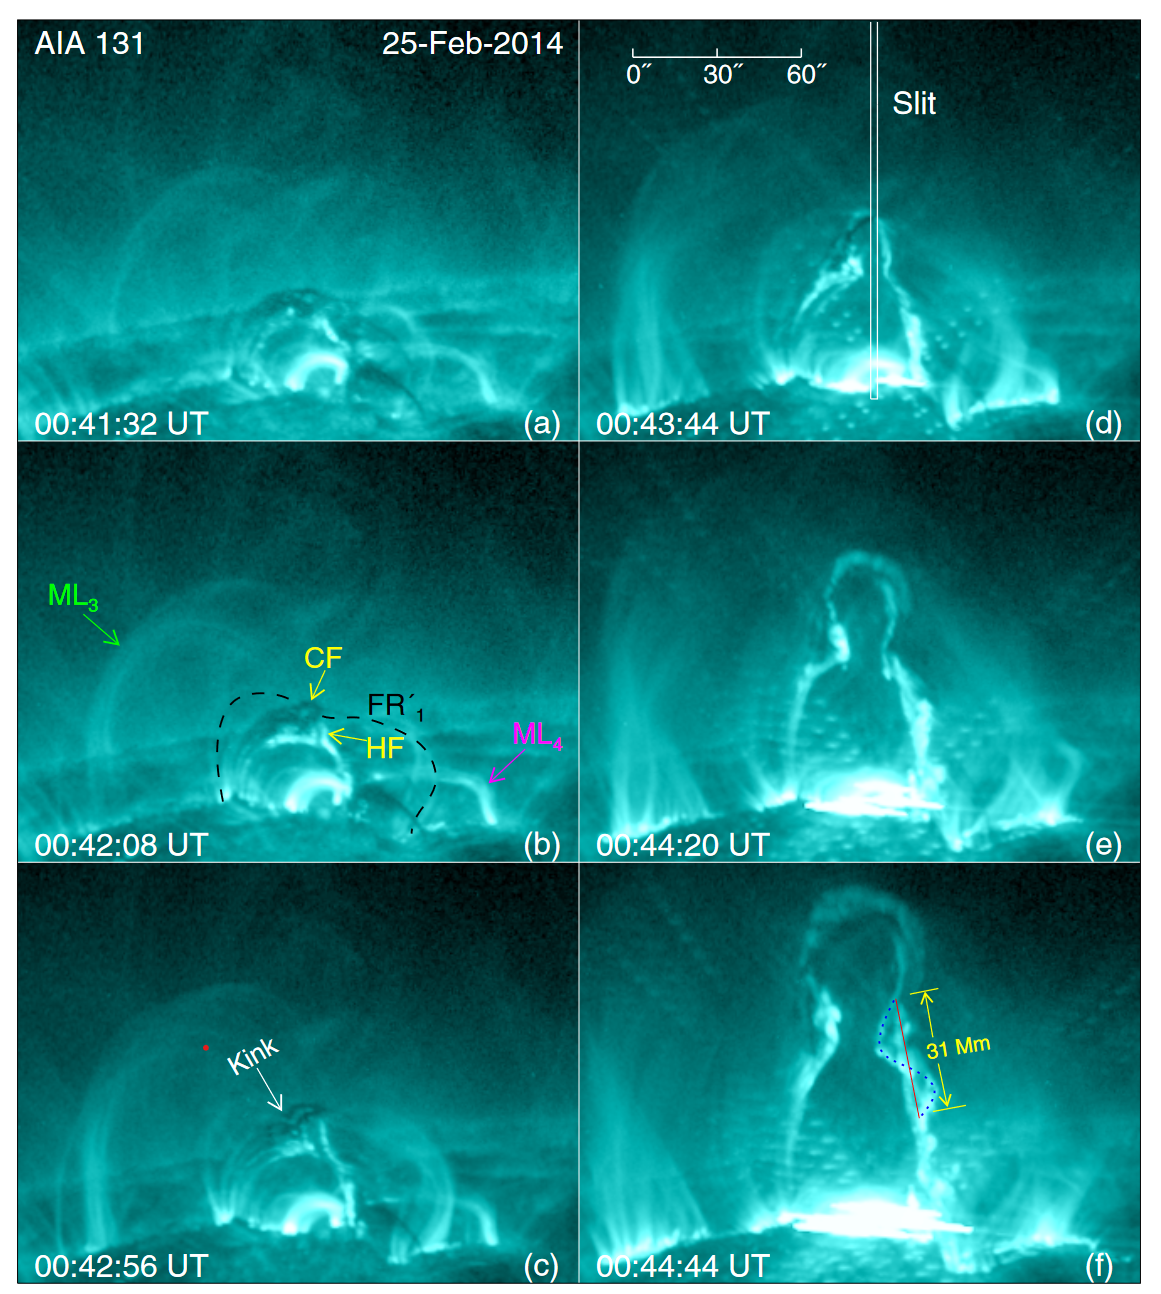 AIA 131 25-Feb-2014
00:41:32 UT (a)
0″ 30″ 60″
Slit
00:43:44 UT (d)
ML₃
CF
FR´₁
HF
ML₄
00:42:08 UT (b)
00:44:20 UT (e)
Kink
00:42:56 UT (c)
31 Mm
00:44:44 UT (f)